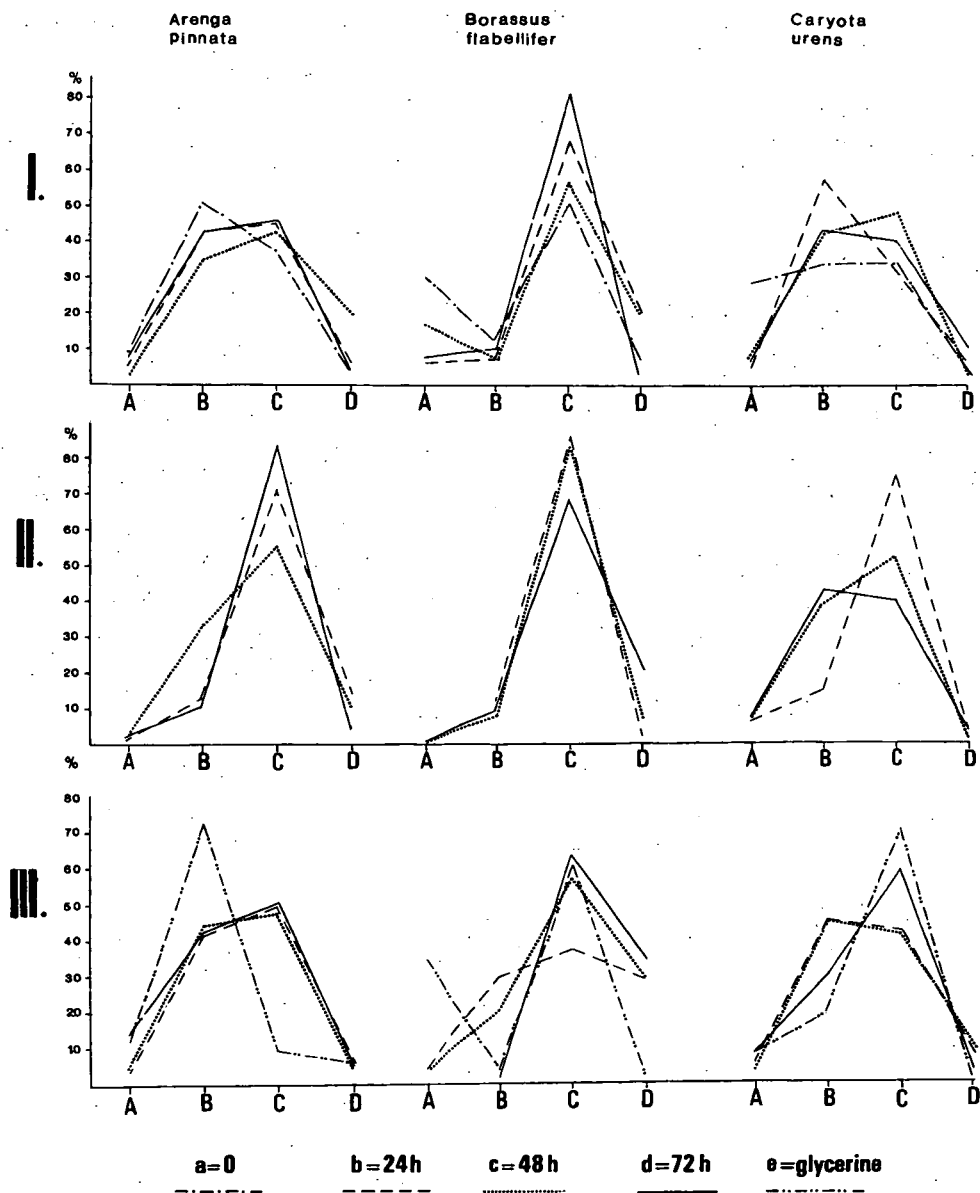 Arenga pinnata
Borassus flabellifer
Caryota urens
I.
%
80
70
60
50
40
30
20
10
A B C D A B C D A B C D
II.
%
80
70
60
50
40
30
20
10
A B C D A B C D A B C D
III.
%
80
70
60
50
40
30
20
10
A B C D A B C D A B C D
a=0 b=24h c=48h d=72h e=glycerine